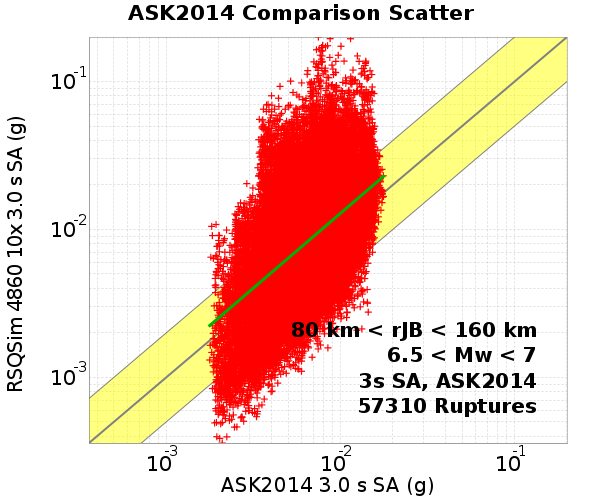 ASK2014 Comparison Scatter
RSQSim 4860 10x 3.0 s SA (g)
10^-1
10^-2
10^-3
80 km < rJB < 160 km
6.5 < Mw < 7
3s SA, ASK2014
57310 Ruptures
10^-3 10^-2 10^-1
ASK2014 3.0 s SA (g)